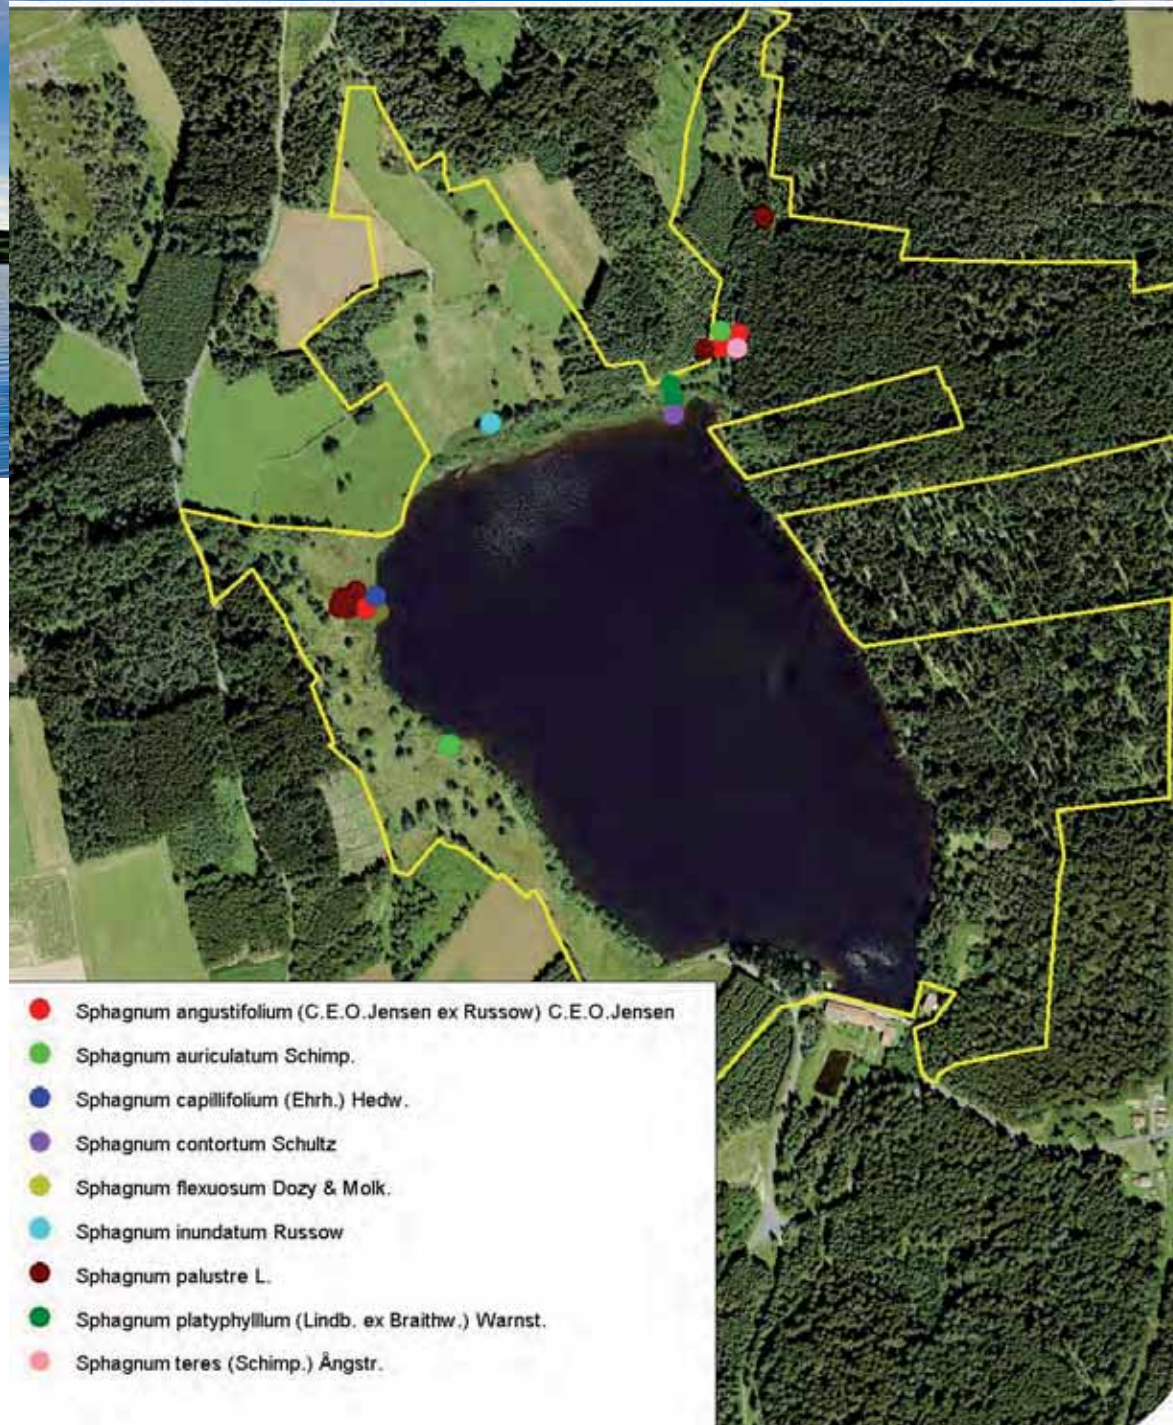 Sphagnum angustifolium (C.E.O.Jensen ex Russow) C.E.O.Jensen
Sphagnum auriculatum Schimp.
Sphagnum capillifolium (Ehrh.) Hedw.
Sphagnum contortum Schultz
Sphagnum flexuosum Dozy & Molk.
Sphagnum inundatum Russow
Sphagnum palustre L.
Sphagnum platyphylllum (Lindb. ex Braithw.) Warnst.
Sphagnum teres (Schimp.) Ångstr.